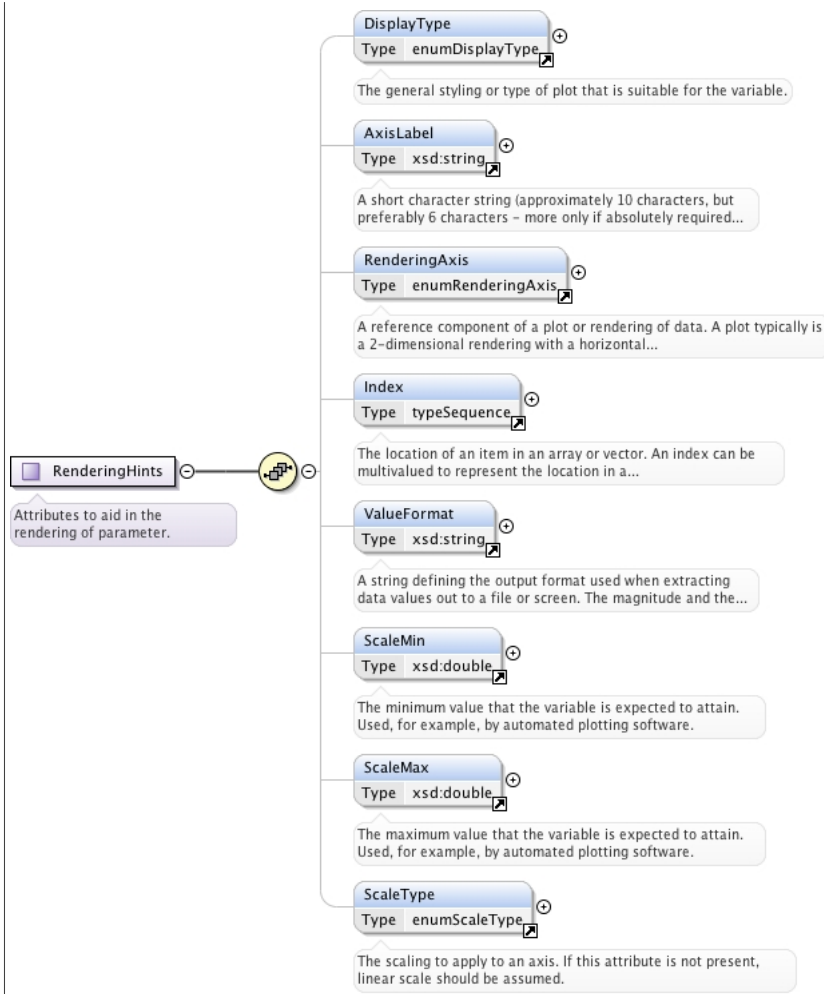 DisplayType
Type enumDisplayType
The general styling or type of plot that is suitable for the variable.
AxisLabel
Type xsd:string
A short character string (approximately 10 characters, but
preferably 6 characters – more only if absolutely required...
RenderingAxis
Type enumRenderingAxis
A reference component of a plot or rendering of data. A plot typically is
a 2-dimensional rendering with a horizontal...
Index
Type typeSequence
The location of an item in an array or vector. An index can be
multivalued to represent the location in a...
RenderingHints
Attributes to aid in the
rendering of parameter.
ValueFormat
Type xsd:string
A string defining the output format used when extracting
data values out to a file or screen. The magnitude and the...
ScaleMin
Type xsd:double
The minimum value that the variable is expected to attain.
Used, for example, by automated plotting software.
ScaleMax
Type xsd:double
The maximum value that the variable is expected to attain.
Used, for example, by automated plotting software.
ScaleType
Type enumScaleType
The scaling to apply to an axis. If this attribute is not present,
linear scale should be assumed.